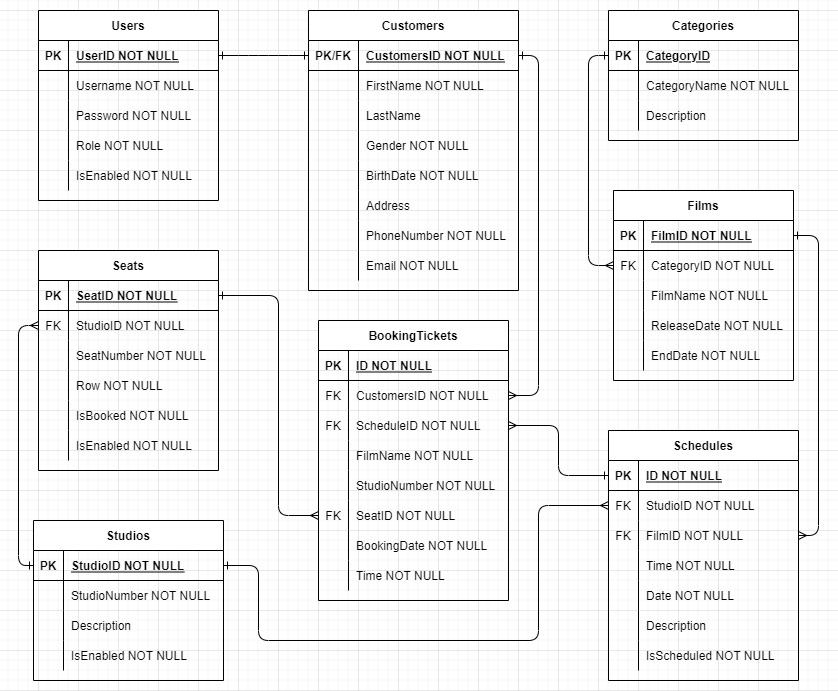 Users
PK UserID NOT NULL
Username NOT NULL
Password NOT NULL
Role NOT NULL
IsEnabled NOT NULL
Customers
PK/FK CustomersID NOT NULL
FirstName NOT NULL
LastName
Gender NOT NULL
BirthDate NOT NULL
Address
PhoneNumber NOT NULL
Email NOT NULL
Categories
PK CategoryID
CategoryName NOT NULL
Description
Films
PK FilmID NOT NULL
FK CategoryID NOT NULL
FilmName NOT NULL
ReleaseDate NOT NULL
EndDate NOT NULL
Seats
PK SeatID NOT NULL
FK StudioID NOT NULL
SeatNumber NOT NULL
Row NOT NULL
IsBooked NOT NULL
IsEnabled NOT NULL
BookingTickets
PK ID NOT NULL
FK CustomersID NOT NULL
FK ScheduleID NOT NULL
FilmName NOT NULL
StudioNumber NOT NULL
FK SeatID NOT NULL
BookingDate NOT NULL
Time NOT NULL
Schedules
PK ID NOT NULL
FK StudioID NOT NULL
FK FilmID NOT NULL
Time NOT NULL
Date NOT NULL
Description
IsScheduled NOT NULL
Studios
PK StudioID NOT NULL
StudioNumber NOT NULL
Description
IsEnabled NOT NULL